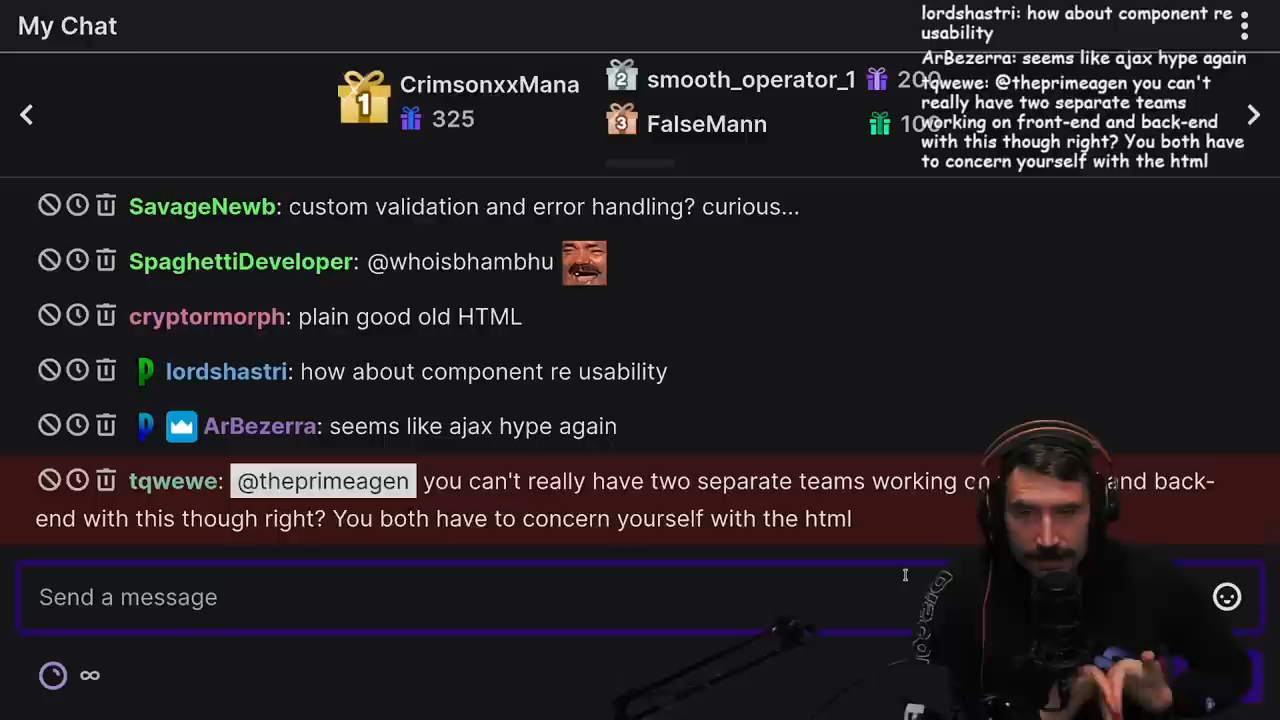 My Chat
lordshastri: how about component re
usability
ArBezerra: seems like ajax hype again
tqwewe: @theprimeagen you can't
really have two separate teams
working on front-end and back-end
with this though right? You both have
to concern yourself with the html
1 CrimsonxxMana
325
2 smooth_operator_1 200
3 FalseMann 100
SavageNewb: custom validation and error handling? curious...
SpaghettiDeveloper: @whoisbhambhu
cryptormorph: plain good old HTML
lordshastri: how about component re usability
ArBezerra: seems like ajax hype again
tqwewe: @theprimeagen you can't really have two separate teams working and back-
end with this though right? You both have to concern yourself with the html
Send a message
∞